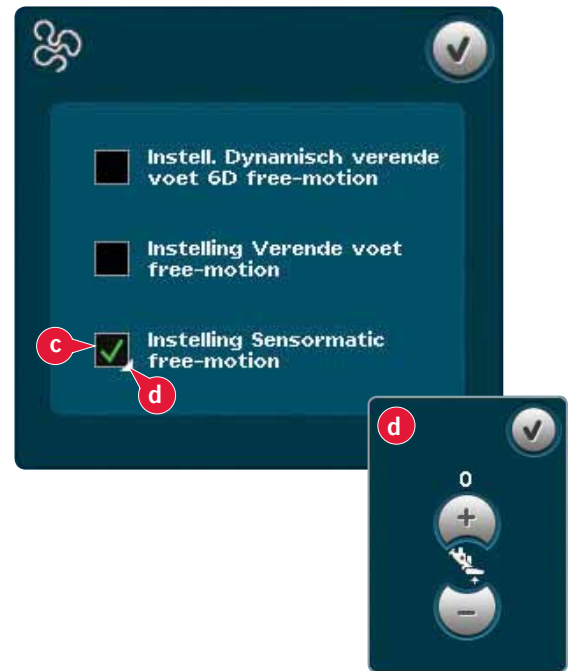 Instell. Dynamisch verende
voet 6D free-motion
Instelling Verende voet
free-motion
c
Instelling Sensormatic
free-motion
d
d
0
+
−